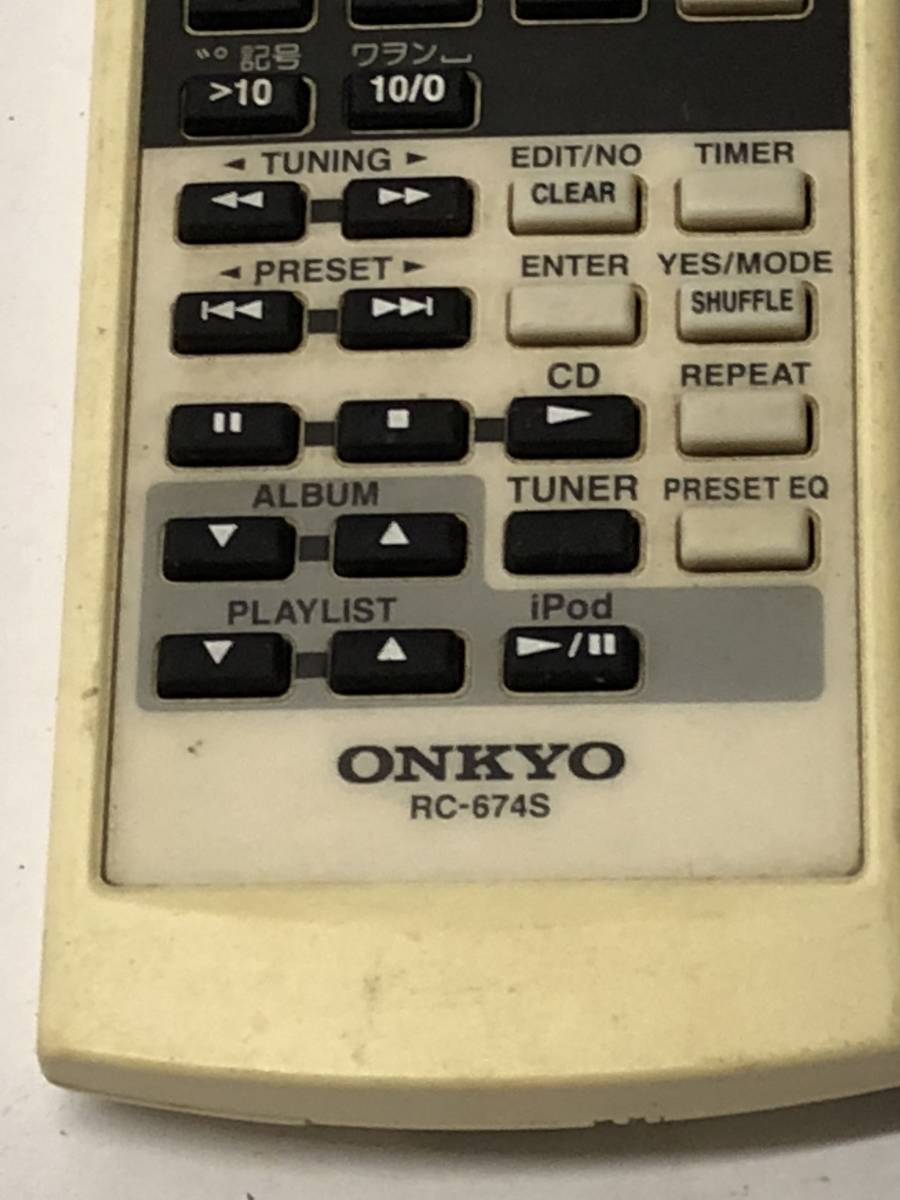 ゛゜記号 ワヲン⎵
>10 10/0
◄ TUNING ► EDIT/NO TIMER
CLEAR
◄ PRESET ► ENTER YES/MODE
SHUFFLE
CD REPEAT
ALBUM TUNER PRESET EQ
PLAYLIST iPod
►/II
ONKYO
RC-674S